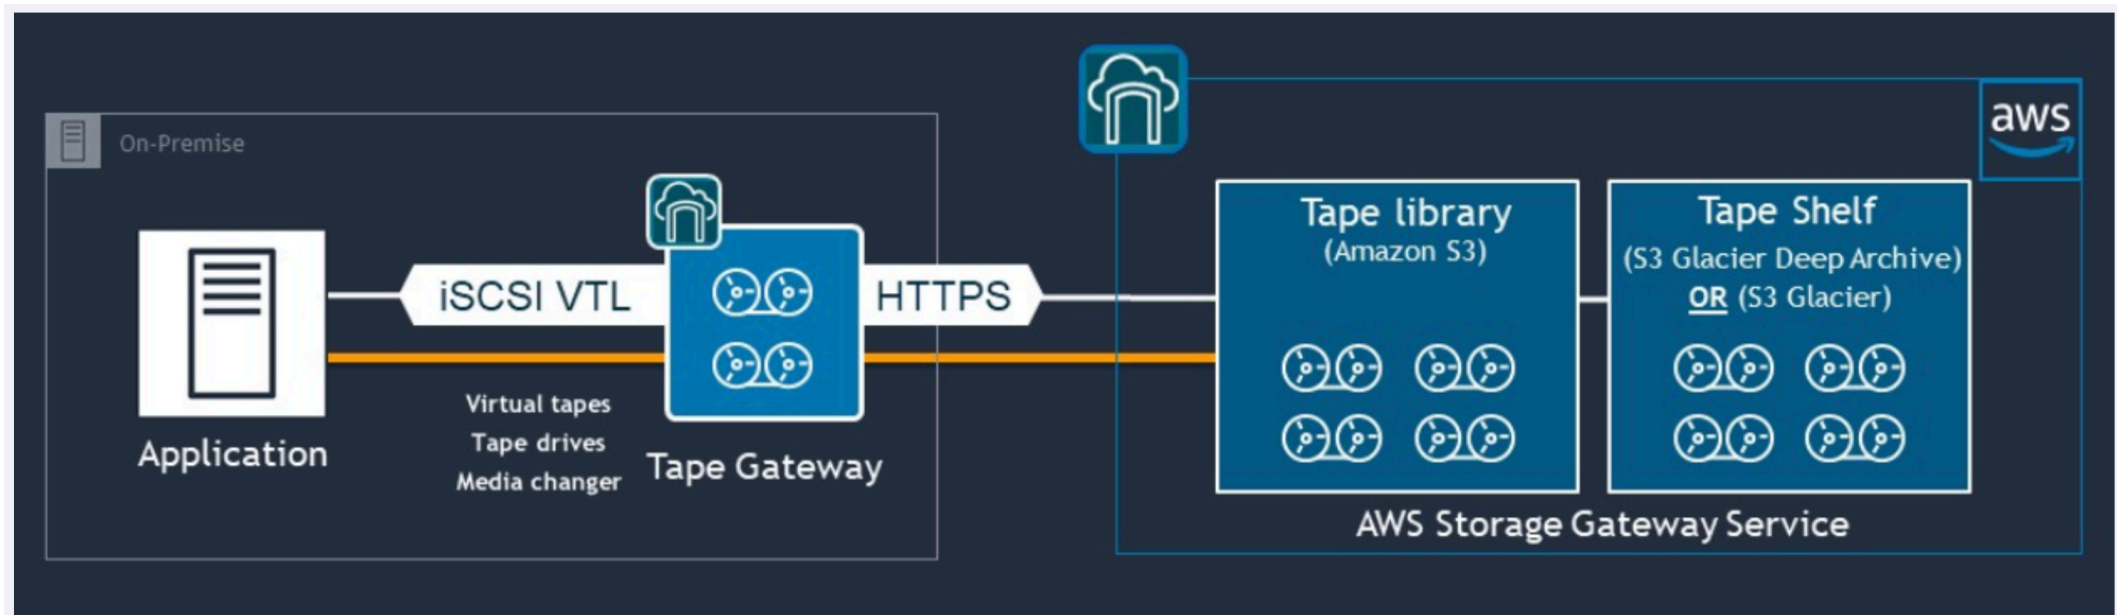 On-Premise
aws
iSCSI VTL
HTTPS
Virtual tapes
Tape drives
Media changer
Application
Tape Gateway
Tape library
(Amazon S3)
Tape Shelf
(S3 Glacier Deep Archive)
OR (S3 Glacier)
AWS Storage Gateway Service